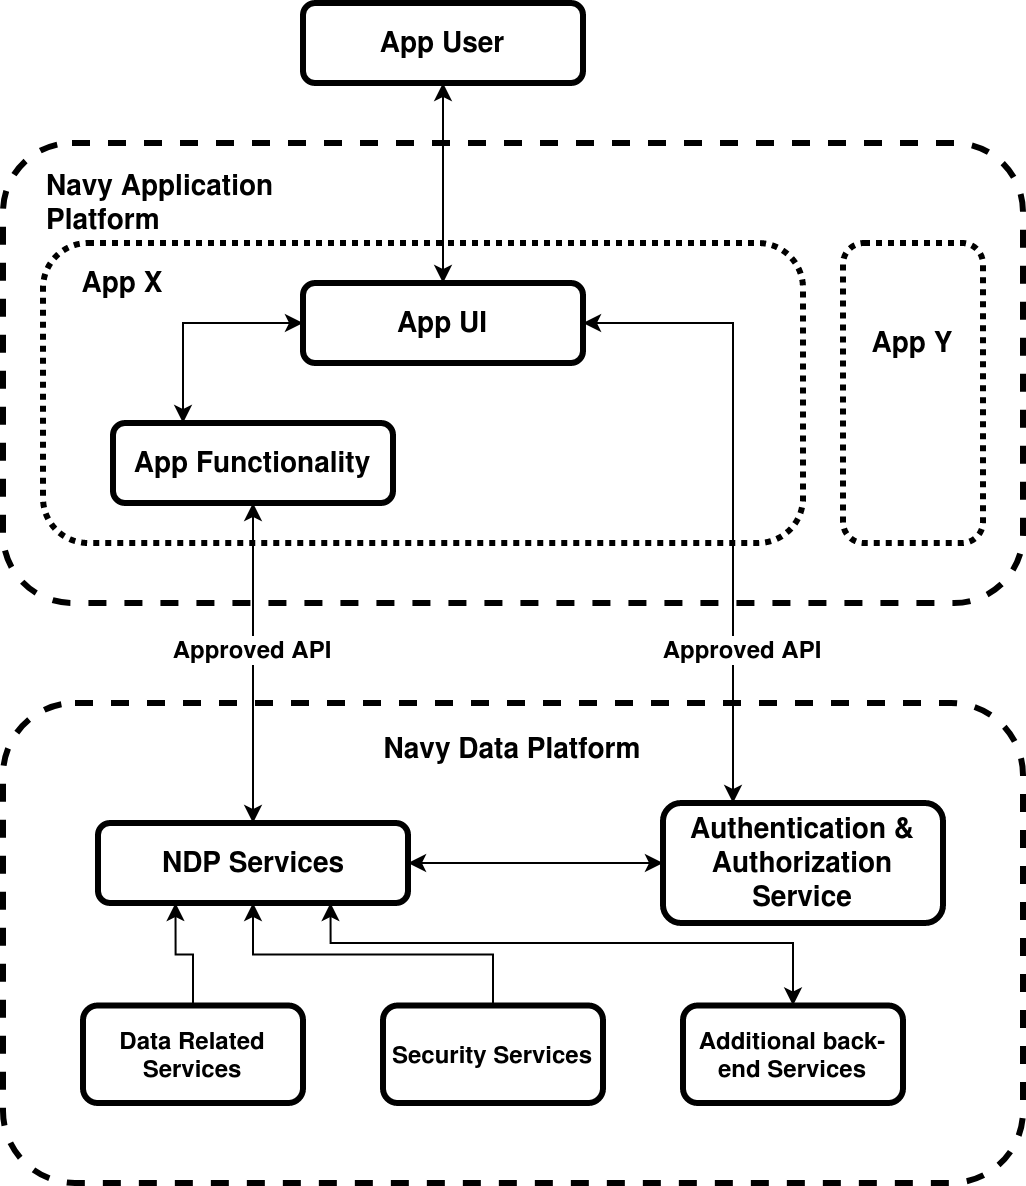 App User
Navy Application
Platform
App X
App UI
App Y
App Functionality
Approved API
Approved API
Navy Data Platform
NDP Services
Authentication &
Authorization
Service
Data Related
Services
Security Services
Additional back-
end Services